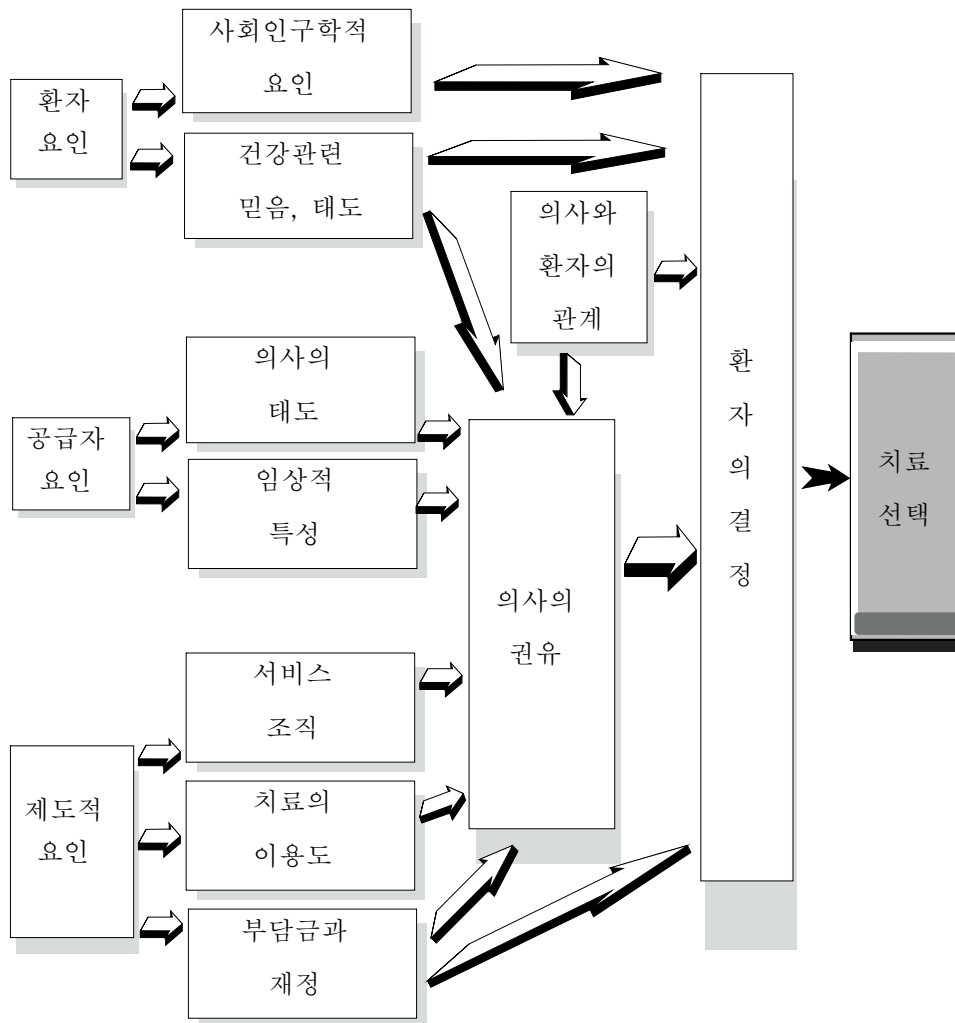 사회인구학적
요인
환자
요인
건강관련
믿음, 태도
의사와
환자의
관계
의사의
태도
공급자
요인
임상적
특성
의사의
권유
서비스
조직
제도적
요인
치료의
이용도
부담금과
재정
환
자
의
결
정
치료
선택